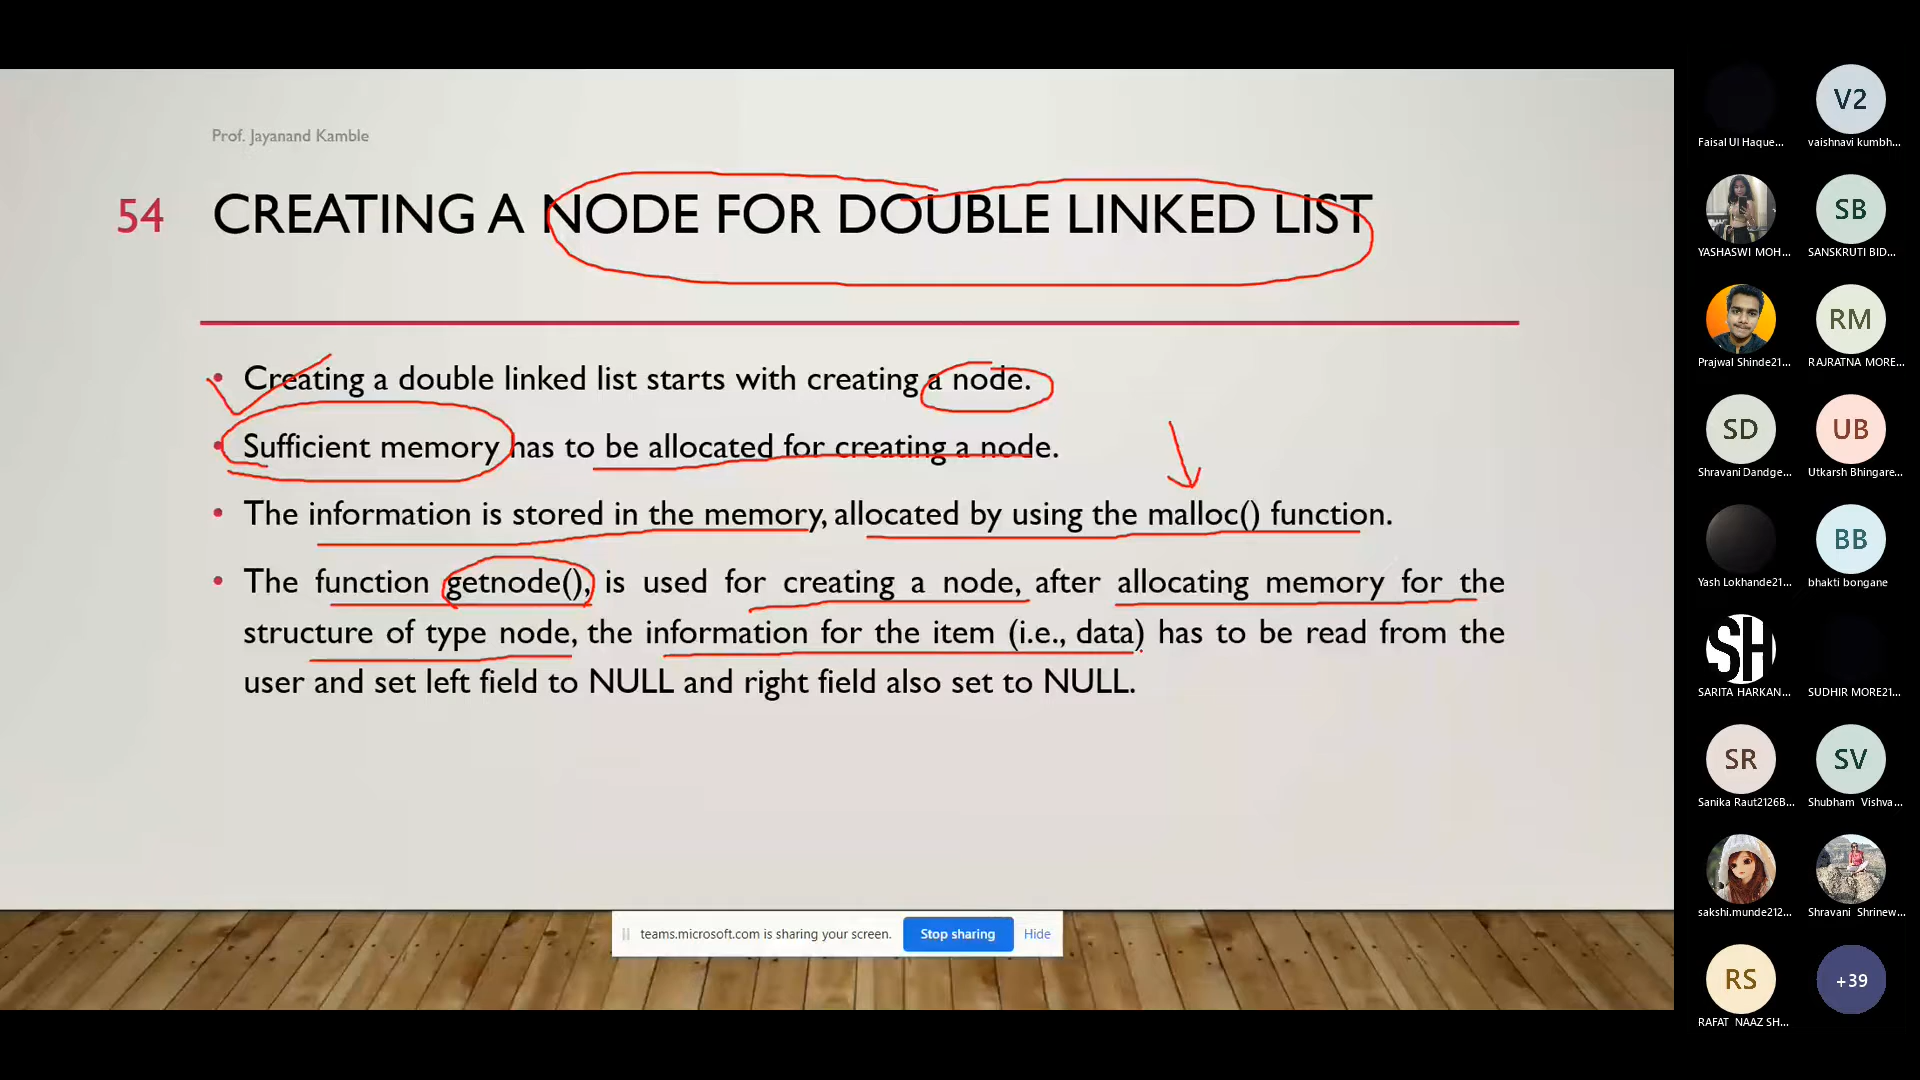 Prof. Jayanand Kamble
54 CREATING A NODE FOR DOUBLE LINKED LIST
• Creating a double linked list starts with creating a node.
• Sufficient memory has to be allocated for creating a node.
• The information is stored in the memory, allocated by using the malloc() function.
• The function getnode(), is used for creating a node, after allocating memory for the
structure of type node, the information for the item (i.e., data) has to be read from the
user and set left field to NULL and right field also set to NULL.
teams.microsoft.com is sharing your screen. Stop sharing Hide
Faisal Ul Haque...
V2
vaishnavi kumbh...
YASHASWI MOH...
SB
SANSKRUTI BID...
Prajwal Shinde21...
RM
RAJRATNA MORE...
SD
Shravani Dandge...
UB
Utkarsh Bhingare...
Yash Lokhande21...
BB
bhakti bongane
SH
SARITA HARKAN...
SUDHIR MORE21...
SR
Sanika Raut2126B...
SV
Shubham Vishva...
sakshi.munde212...
Shravani Shrinew...
RS
RAFAT NAAZ SH...
+39